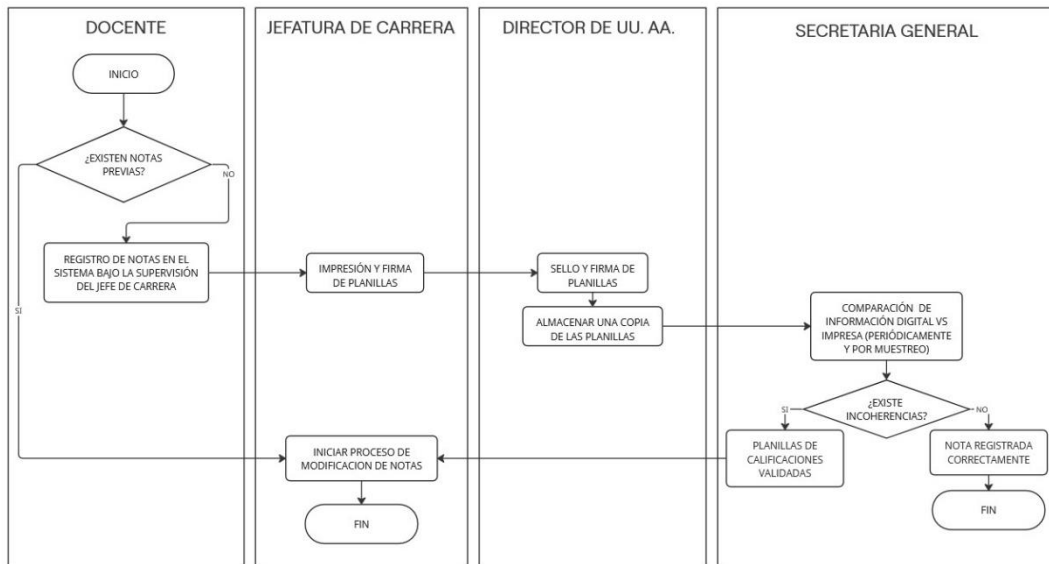 DOCENTE
JEFATURA DE CARRERA
DIRECTOR DE UU. AA.
SECRETARIA GENERAL
INICIO
¿EXISTEN NOTAS
PREVIAS?
NO
SI
REGISTRO DE NOTAS EN EL
SISTEMA BAJO LA SUPERVISIÓN
DEL JEFE DE CARRERA
IMPRESIÓN Y FIRMA
DE PLANILLAS
SELLO Y FIRMA DE
PLANILLAS
ALMACENAR UNA COPIA
DE LAS PLANILLAS
COMPARACIÓN DE
INFORMACIÓN DIGITAL VS
IMPRESA (PERIÓDICAMENTE
Y POR MUESTREO)
¿EXISTE
INCOHERENCIAS?
SI
NO
PLANILLAS DE
CALIFICACIONES
VALIDADAS
NOTA REGISTRADA
CORRECTAMENTE
FIN
INICIAR PROCESO DE
MODIFICACION DE NOTAS
FIN